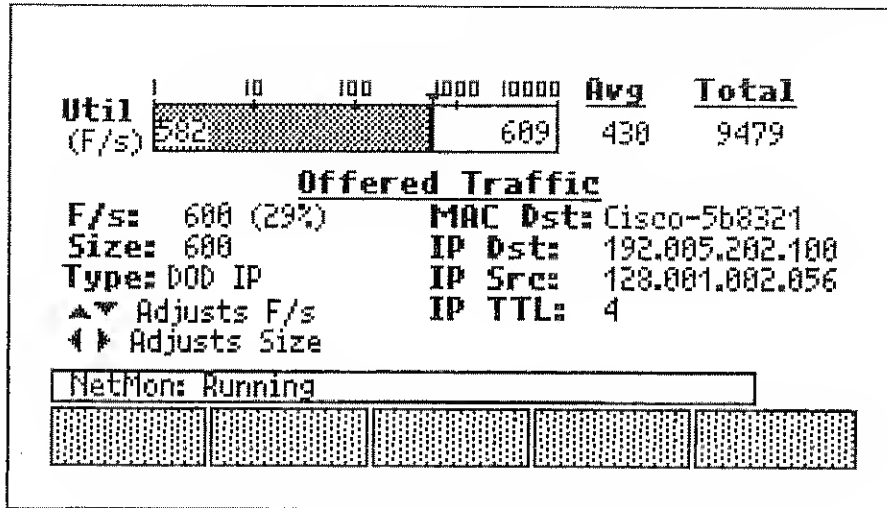 1 10 100 1000 10000 Avg Total
Util
(F/s) 582 609 430 9479
Offered Traffic
F/s: 600 (29%) MAC Dst: Cisco-5b8321
Size: 600 IP Dst: 192.005.202.100
Type: DOD IP IP Src: 128.001.002.056
▲▼ Adjusts F/s IP TTL: 4
◀ ▶ Adjusts Size
NetMon: Running